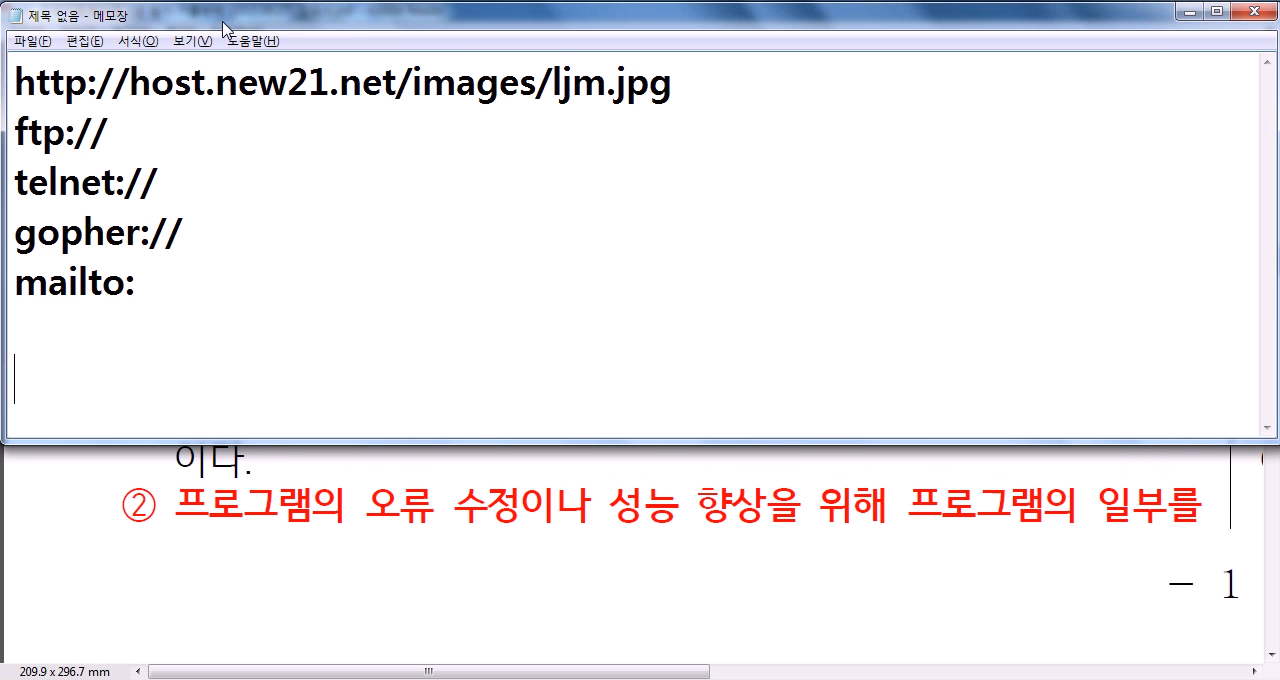 제목 없음 - 메모장
파일(F) 편집(E) 서식(O) 보기(V) 도움말(H)
http://host.new21.net/images/ljm.jpg
ftp://
telnet://
gopher://
mailto:
이다.
② 프로그램의 오류 수정이나 성능 향상을 위해 프로그램의 일부를
- 1
209.9 x 296.7 mm